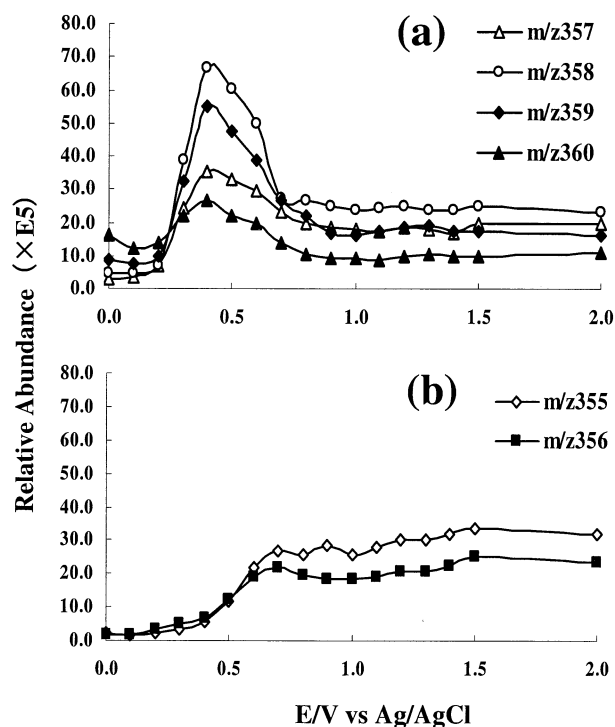 (a)
m/z357
m/z358
m/z359
m/z360
80.0
70.0
60.0
50.0
40.0
30.0
20.0
10.0
0.0
0.0 0.5 1.0 1.5 2.0
Relative Abundance (×E5)
(b)
m/z355
m/z356
80.0
70.0
60.0
50.0
40.0
30.0
20.0
10.0
0.0
0.0 0.5 1.0 1.5 2.0
E/V vs Ag/AgCl